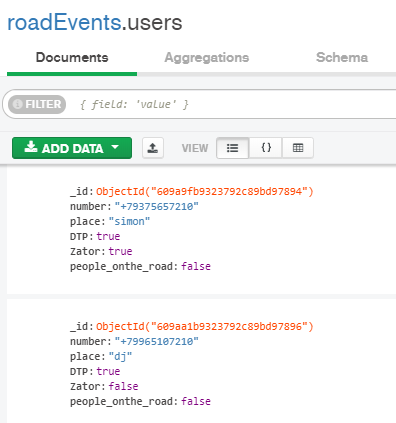 roadEvents.users
Documents Aggregations Schema
FILTER { field: 'value' }
ADD DATA VIEW { }
_id: ObjectId("609a9fb9323792c89bd97894")
number: "+79375657210"
place: "simon"
DTP: true
Zator: true
people_onthe_road: false
_id: ObjectId("609aa1b9323792c89bd97896")
number: "+79965107210"
place: "dj"
DTP: true
Zator: false
people_onthe_road: false